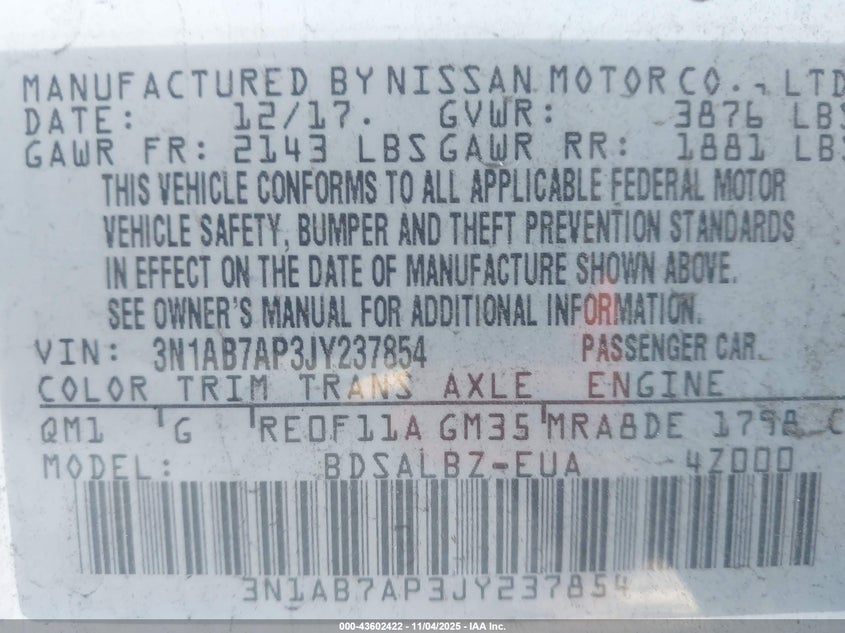 MANUFACTURED BY NISSAN MOTOR CO., LTD
DATE: 12/17. GVWR: 3876 LBS
GAWR FR: 2143 LBS GAWR RR: 1881 LBS
THIS VEHICLE CONFORMS TO ALL APPLICABLE FEDERAL MOTOR
VEHICLE SAFETY, BUMPER AND THEFT PREVENTION STANDARDS
IN EFFECT ON THE DATE OF MANUFACTURE SHOWN ABOVE.
SEE OWNER'S MANUAL FOR ADDITIONAL INFORMATION.
VIN: 3N1AB7AP3JY237854 PASSENGER CAR.
COLOR TRIM TRANS AXLE ENGINE
QM1 G RE0F11A GM35 MRA8DE 1798 C
MODEL: BDSALBZ-EUA 4Z000
3N1AB7AP3JY237854
000-43602422 - 11/04/2025 - IAA Inc.